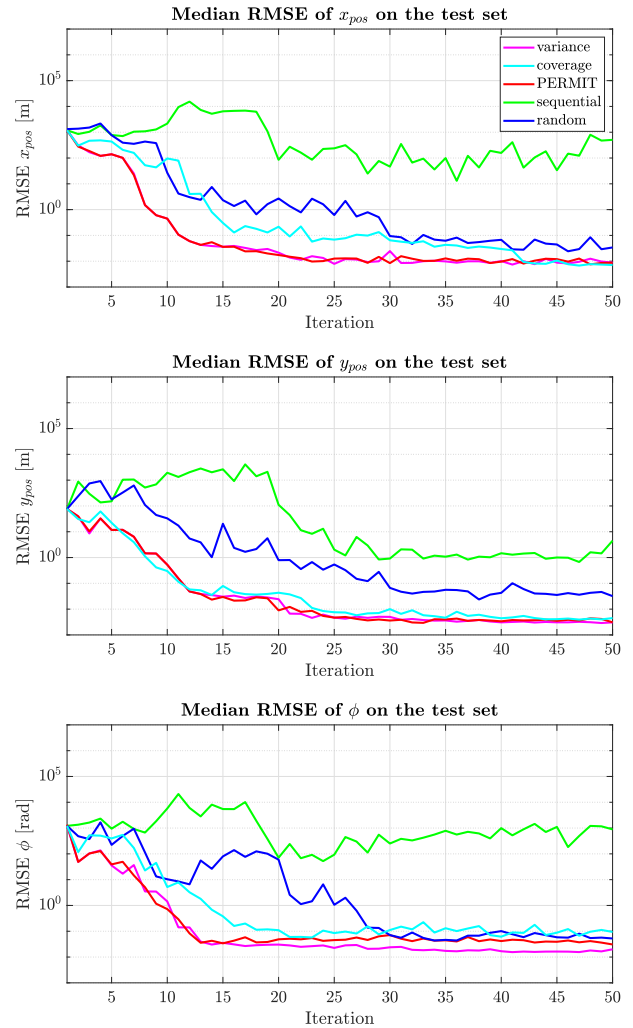 Median RMSE of x_pos on the test set
RMSE x_pos [m]
10^5
10^0
variance
coverage
PERMIT
sequential
random
5 10 15 20 25 30 35 40 45 50
Iteration
Median RMSE of y_pos on the test set
RMSE y_pos [m]
10^5
10^0
5 10 15 20 25 30 35 40 45 50
Iteration
Median RMSE of ϕ on the test set
RMSE ϕ [rad]
10^5
10^0
5 10 15 20 25 30 35 40 45 50
Iteration